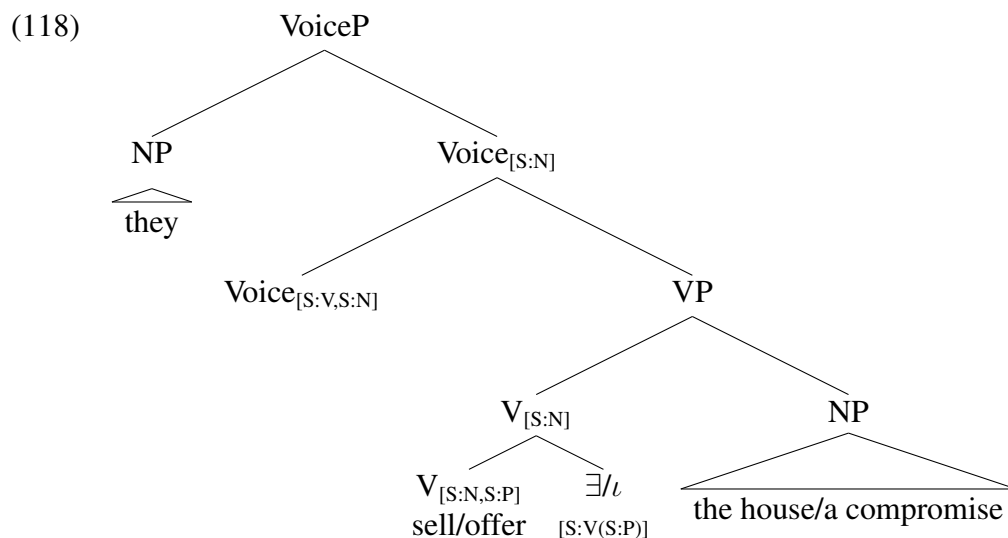 (118) VoiceP
NP Voice[S:N]
they
Voice[S:V,S:N] VP
V[S:N] NP
V[S:N,S:P] ∃/ι the house/a compromise
sell/offer [S:V(S:P)]